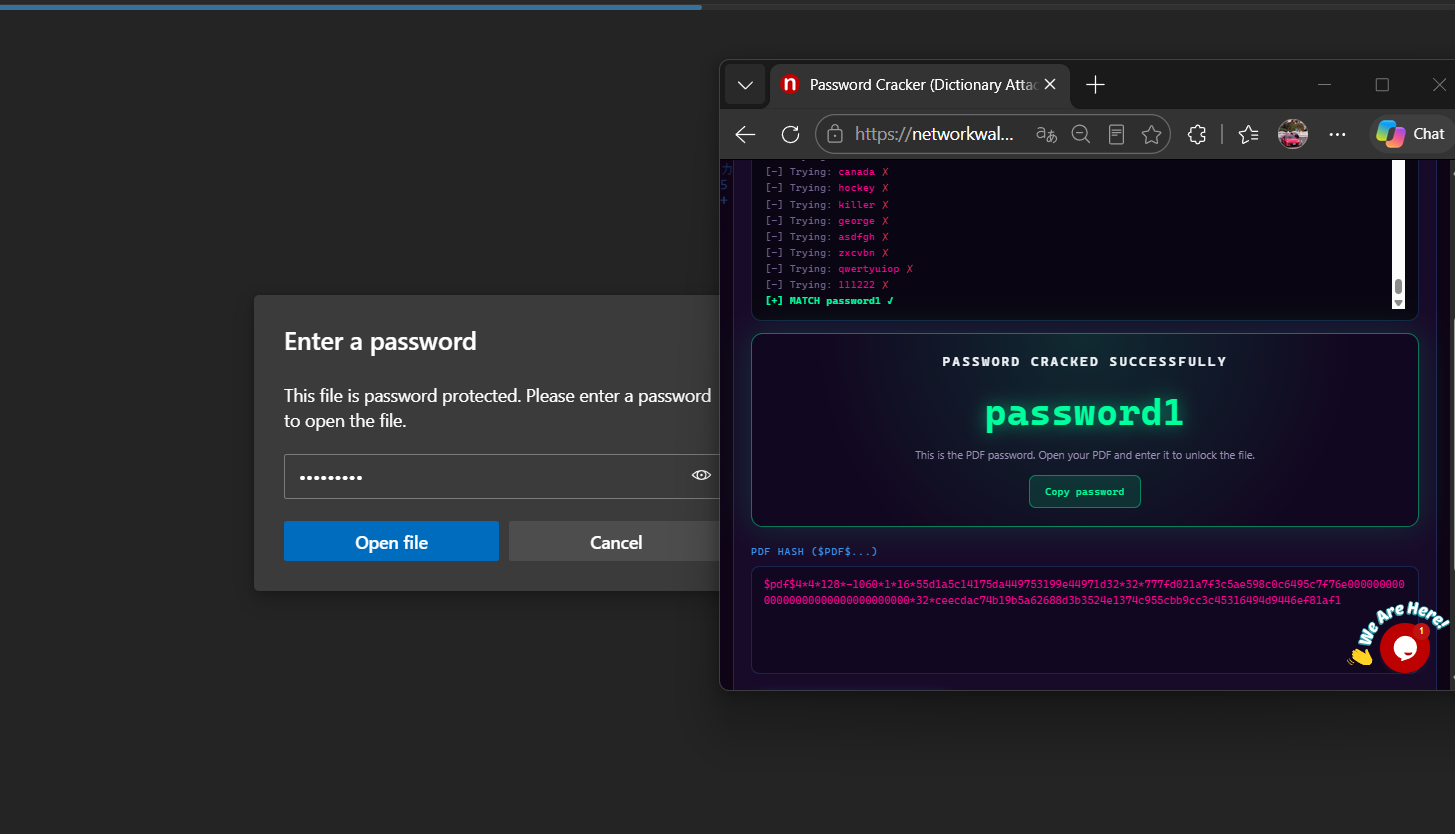 Password Cracker (Dictionary Attac
https://networkwal...
Chat
[-] Trying: canada ✗
[-] Trying: hockey ✗
[-] Trying: killer ✗
[-] Trying: george ✗
[-] Trying: asdfgh ✗
[-] Trying: zxcvbn ✗
[-] Trying: qwertyuiop ✗
[-] Trying: 111222 ✗
[+] MATCH password1 ✓
PASSWORD CRACKED SUCCESSFULLY
password1
This is the PDF password. Open your PDF and enter it to unlock the file.
Copy password
PDF HASH ($PDF$...)
$pdf$4*4*128*-1060*1*16*55d1a5c14175da449753199e44971d32*32*777fd021a7f3c5ae598c0c6495c7f76e000000000
00000000000000000000000*32*ceecdac74b19b5a62688d3b3524e1374c955cbb9cc3c45316494d9446ef81af1
We Are Here!
1
Enter a password
This file is password protected. Please enter a password
to open the file.
•••••••••
Open file
Cancel